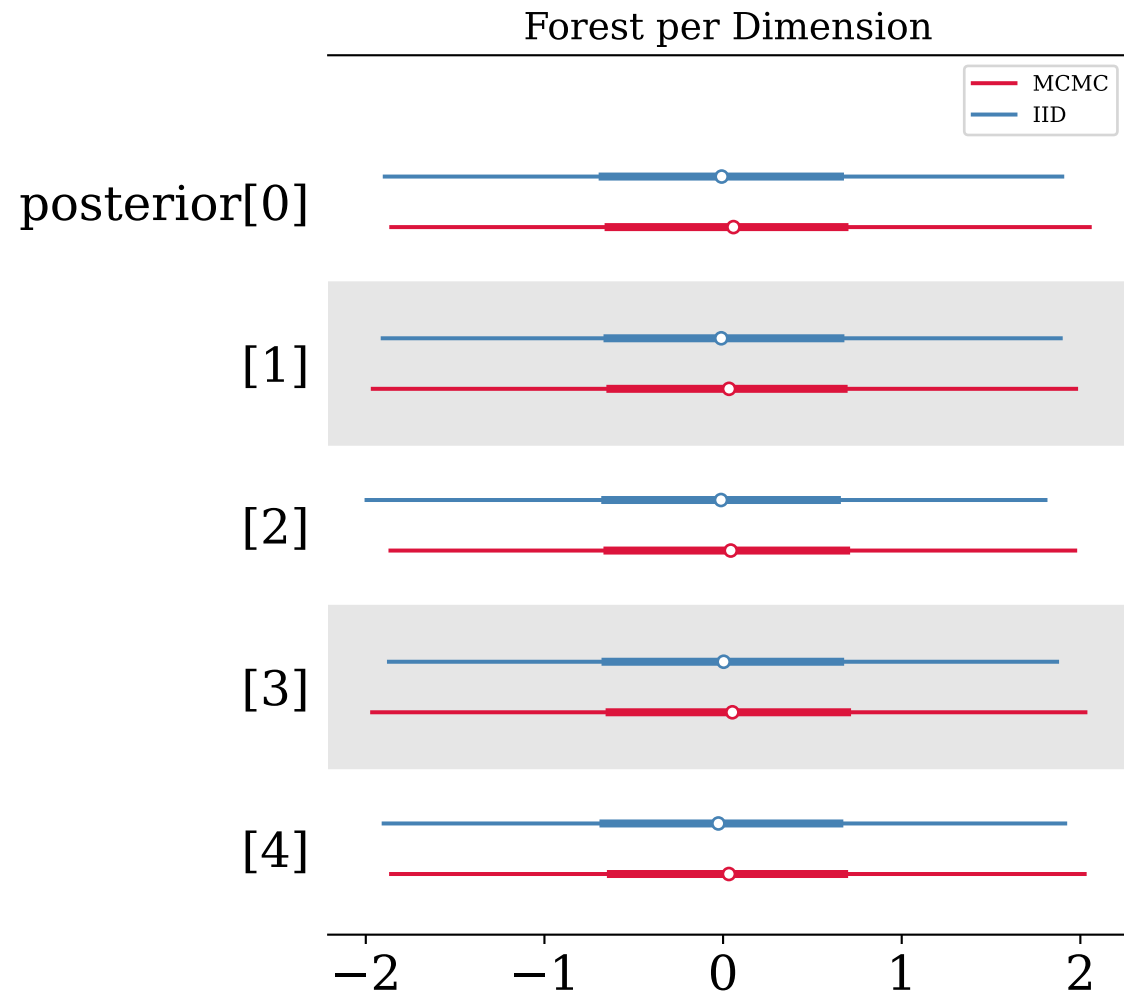 Forest per Dimension
MCMC
IID
posterior[0]
[1]
[2]
[3]
[4]
−2 −1 0 1 2